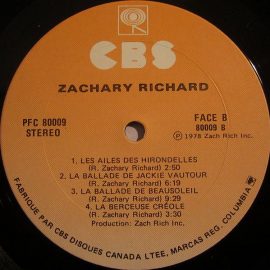 CBS
ZACHARY RICHARD
PFC 80009
STEREO
FACE B
80009 B
℗ 1978 Zach Rich Inc.
1. LES AILES DES HIRONDELLES
(R. Zachary Richard) 2:50
2. LA BALLADE DE JACKIE VAUTOUR
(R. Zachary Richard) 6:19
3. LA BALLADE DE BEAUSOLEIL
(R. Zachary Richard) 9:29
4. LA BERCEUSE CRÉOLE
(R. Zachary Richard) 3:30
Production: Zach Rich Inc.
FABRIQUÉ PAR CBS DISQUES CANADA LTÉE, MARCAS REG. COLUMBIA